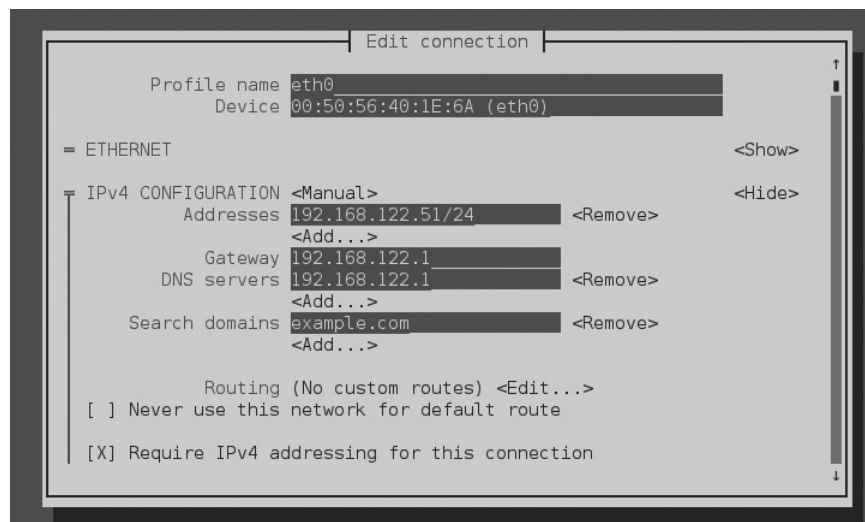 Edit connection
Profile name eth0
Device 00:50:56:40:1E:6A (eth0)
= ETHERNET <Show>
IPv4 CONFIGURATION <Manual> <Hide>
Addresses 192.168.122.51/24 <Remove>
<Add...>
Gateway 192.168.122.1
DNS servers 192.168.122.1 <Remove>
<Add...>
Search domains example.com <Remove>
<Add...>
Routing (No custom routes) <Edit...>
[ ] Never use this network for default route
[X] Require IPv4 addressing for this connection